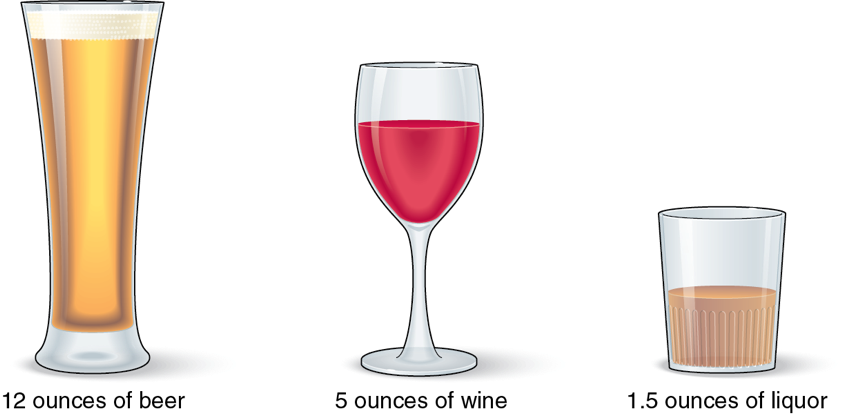 12 ounces of beer
5 ounces of wine
1.5 ounces of liquor